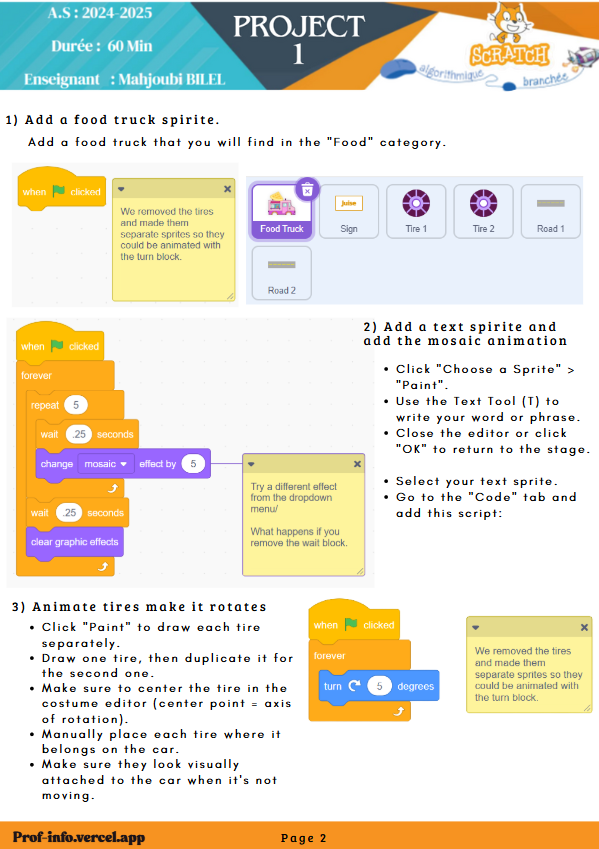 A.S : 2024-2025
Durée : 60 Min
Enseignant : Mahjoubi BILEL
PROJECT
1
SCRATCH
algorithmique
branchée
1) Add a food truck spirite.
Add a food truck that you will find in the "Food" category.
when clicked
We removed the tires
and made them
separate sprites so they
could be animated with
the turn block.
Juise
Food Truck
Sign
Tire 1
Tire 2
Road 1
Road 2
when clicked
forever
repeat 5
wait .25 seconds
change mosaic effect by 5
wait .25 seconds
clear graphic effects
Try a different effect
from the dropdown
menu/
What happens if you
remove the wait block.
2) Add a text spirite and
add the mosaic animation
• Click "Choose a Sprite" >
"Paint".
• Use the Text Tool (T) to
write your word or phrase.
• Close the editor or click
"OK" to return to the stage.
• Select your text sprite.
• Go to the "Code" tab and
add this script:
3) Animate tires make it rotates
• Click "Paint" to draw each tire
separately.
• Draw one tire, then duplicate it for
the second one.
• Make sure to center the tire in the
costume editor (center point = axis
of rotation).
• Manually place each tire where it
belongs on the car.
• Make sure they look visually
attached to the car when it's not
moving.
when clicked
forever
turn 5 degrees
We removed the tires
and made them
separate sprites so they
could be animated with
the turn block.
Prof-info.vercel.app
Page 2